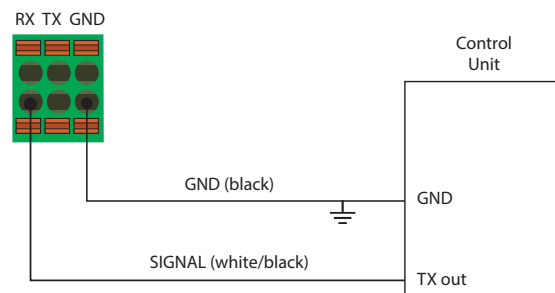 RX TX GND
Control
Unit
GND (black)
GND
SIGNAL (white/black)
TX out